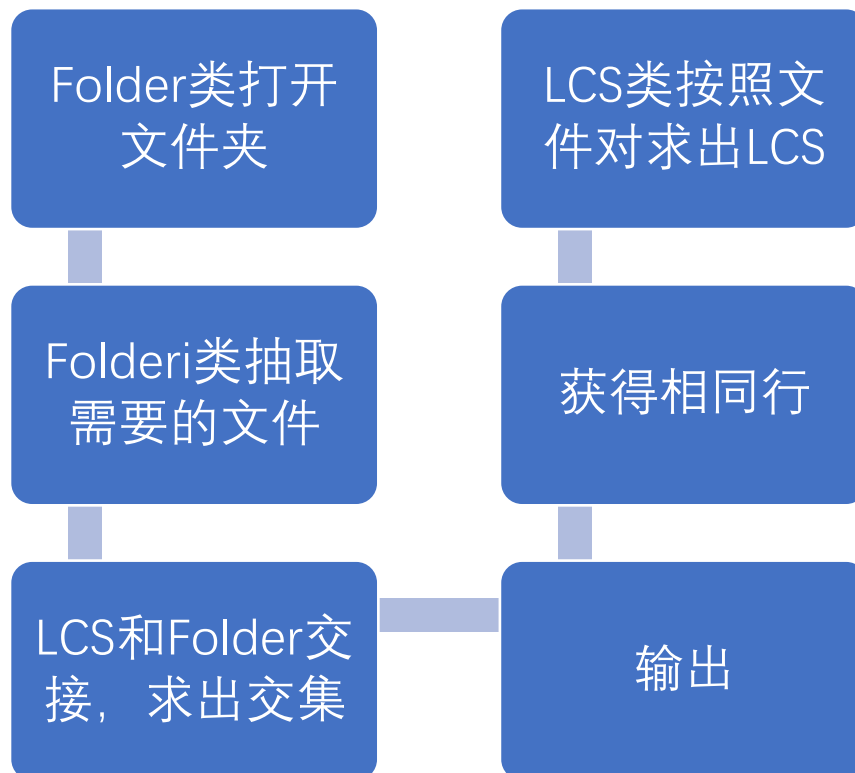 Folder类打开
文件夹
Folderi类抽取
需要的文件
LCS和Folder交
接，求出交集
LCS类按照文
件对求出LCS
获得相同行
输出